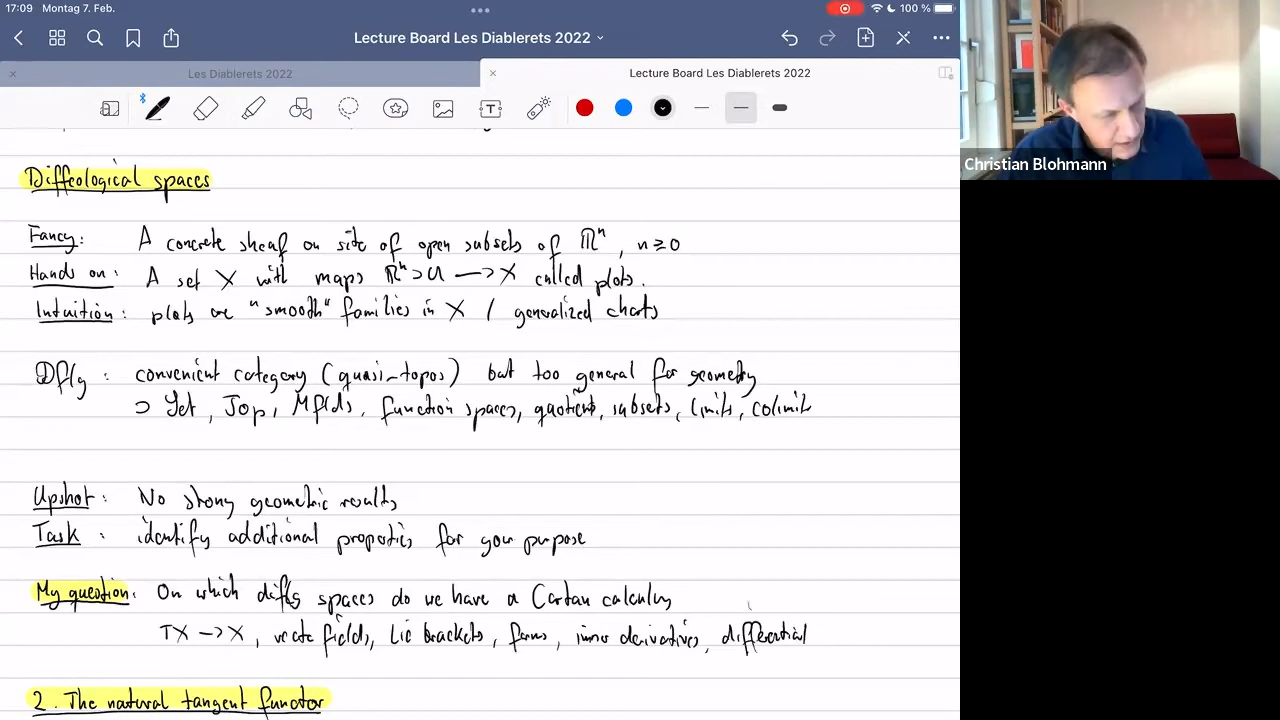 17:09 Montag 7. Feb.
100 %
Lecture Board Les Diablerets 2022
Les Diablerets 2022
Lecture Board Les Diablerets 2022
Christian Blohmann
Diffeological spaces
Fancy: A concrete sheaf on site of open subsets of ℝⁿ, n ≥ 0
Hands on: A set X with maps ℝⁿ ⊃ U → X called plots.
Intuition: plots are "smooth" families in X / generalized charts
Dflg: convenient category (quasi-topos) but too general for geometry
⊃ Set, Top, Mflds, function spaces, quotients, subsets, limits, colimits
Upshot: No strong geometric results
Task: identify additional properties for your purpose
My question: On which diffg spaces do we have a Cartan calculus
TX → X, vector fields, Lie brackets, forms, inner derivatives, differential
2. The natural tangent functor